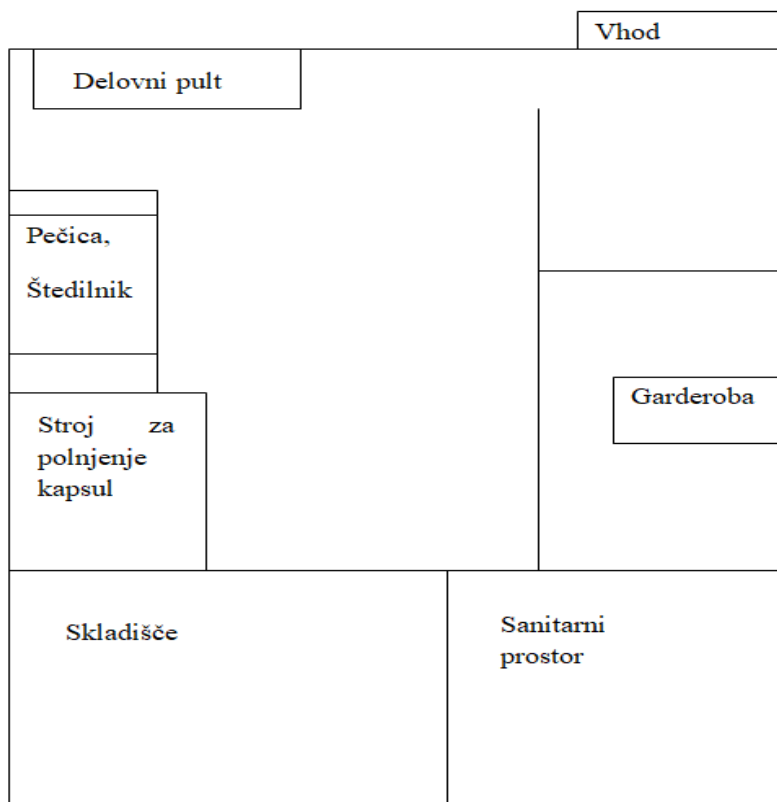 Vhod
Delovni pult
Pečica,
Štedilnik
Garderoba
Stroj za
polnjenje
kapsul
Skladišče
Sanitarni
prostor